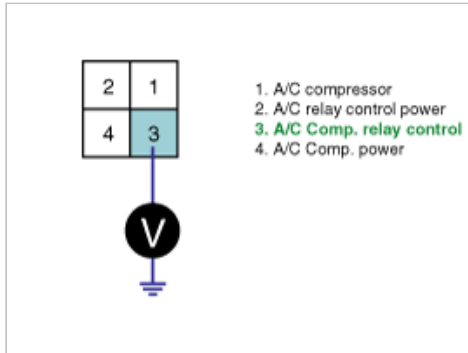 2 1
4 3
V
1. A/C compressor
2. A/C relay control power
3. A/C Comp. relay control
4. A/C Comp. power